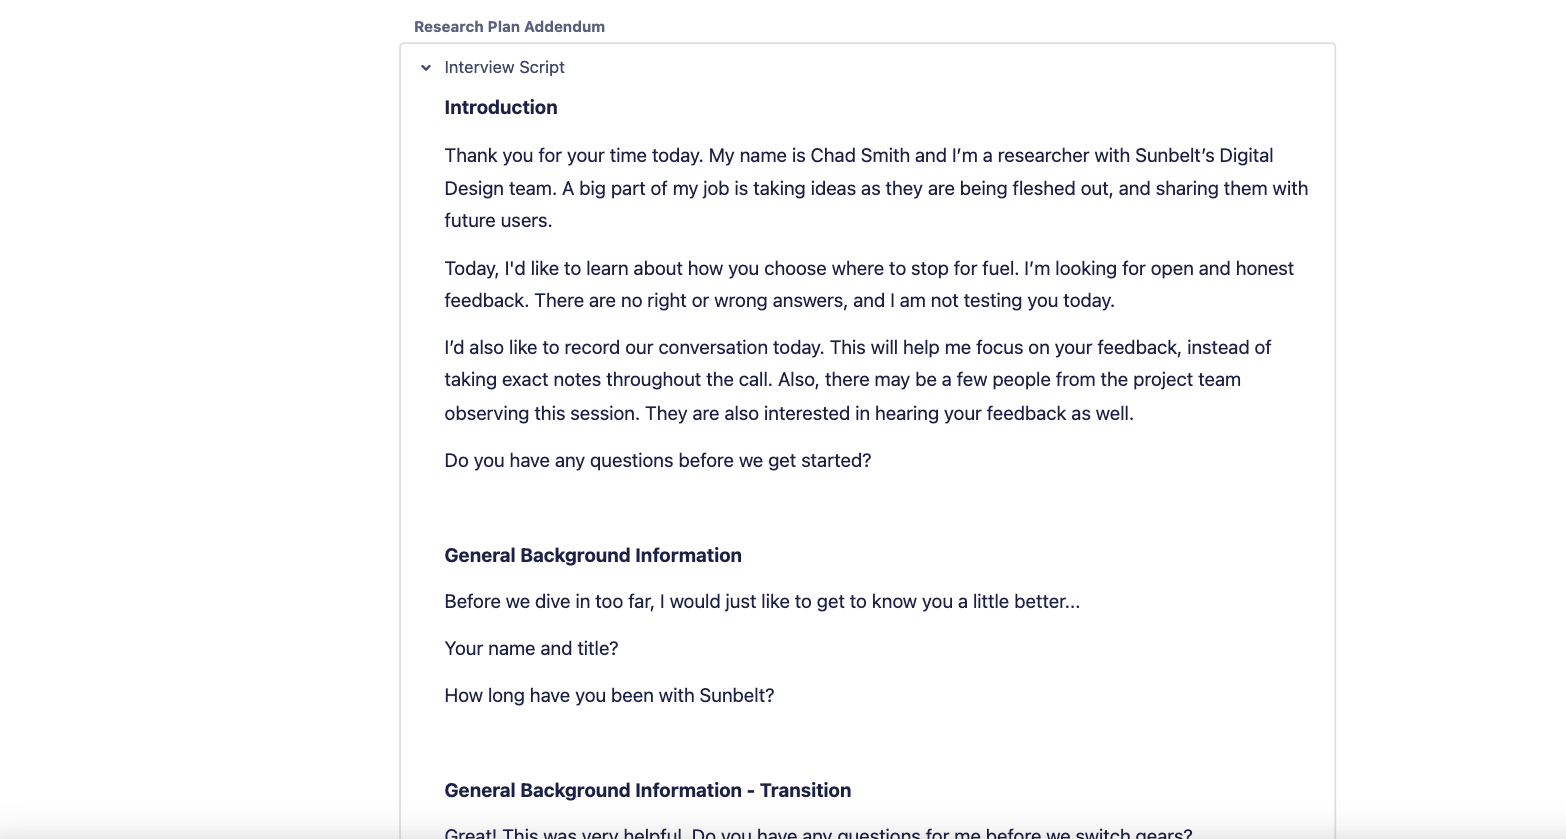 Research Plan Addendum
Interview Script
Introduction
Thank you for your time today. My name is Chad Smith and I’m a researcher with Sunbelt’s Digital
Design team. A big part of my job is taking ideas as they are being fleshed out, and sharing them with
future users.
Today, I'd like to learn about how you choose where to stop for fuel. I’m looking for open and honest
feedback. There are no right or wrong answers, and I am not testing you today.
I’d also like to record our conversation today. This will help me focus on your feedback, instead of
taking exact notes throughout the call. Also, there may be a few people from the project team
observing this session. They are also interested in hearing your feedback as well.
Do you have any questions before we get started?
General Background Information
Before we dive in too far, I would just like to get to know you a little better...
Your name and title?
How long have you been with Sunbelt?
General Background Information - Transition
Great! This was very helpful. Do you have any questions for me before we switch gears?